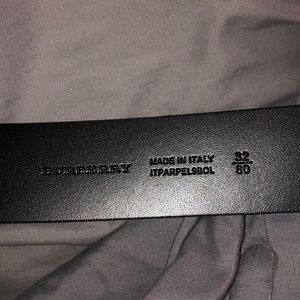 BURBERRY
MADE IN ITALY
ITPARPEL9BOL
32
80